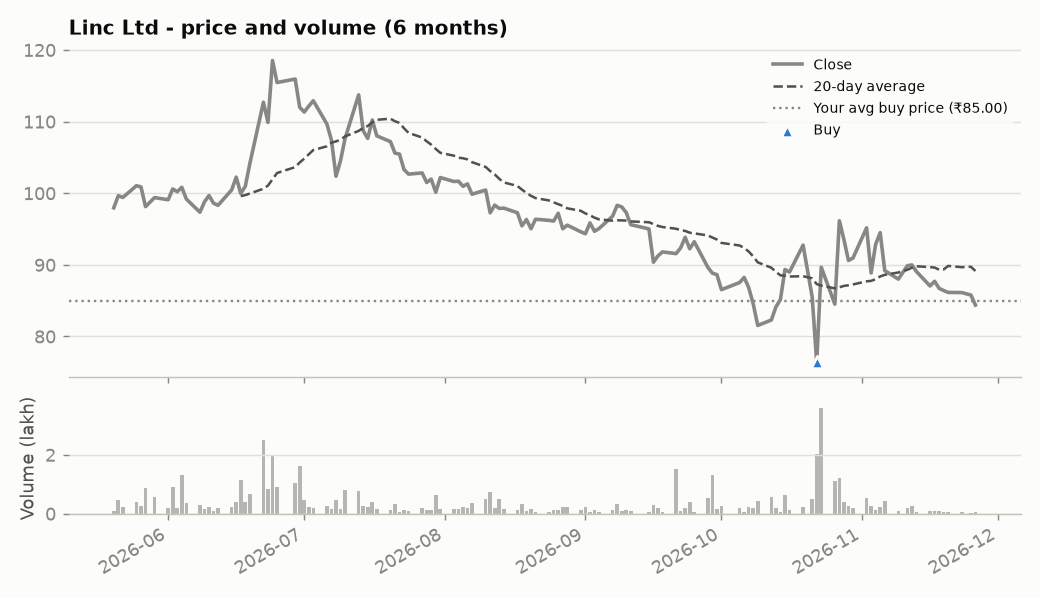 Linc Ltd - price and volume (6 months)
120
110
100
90
80
Close
20-day average
Your avg buy price (₹85.00)
Buy
Volume (lakh)
2
0
2026-06
2026-07
2026-08
2026-09
2026-10
2026-11
2026-12